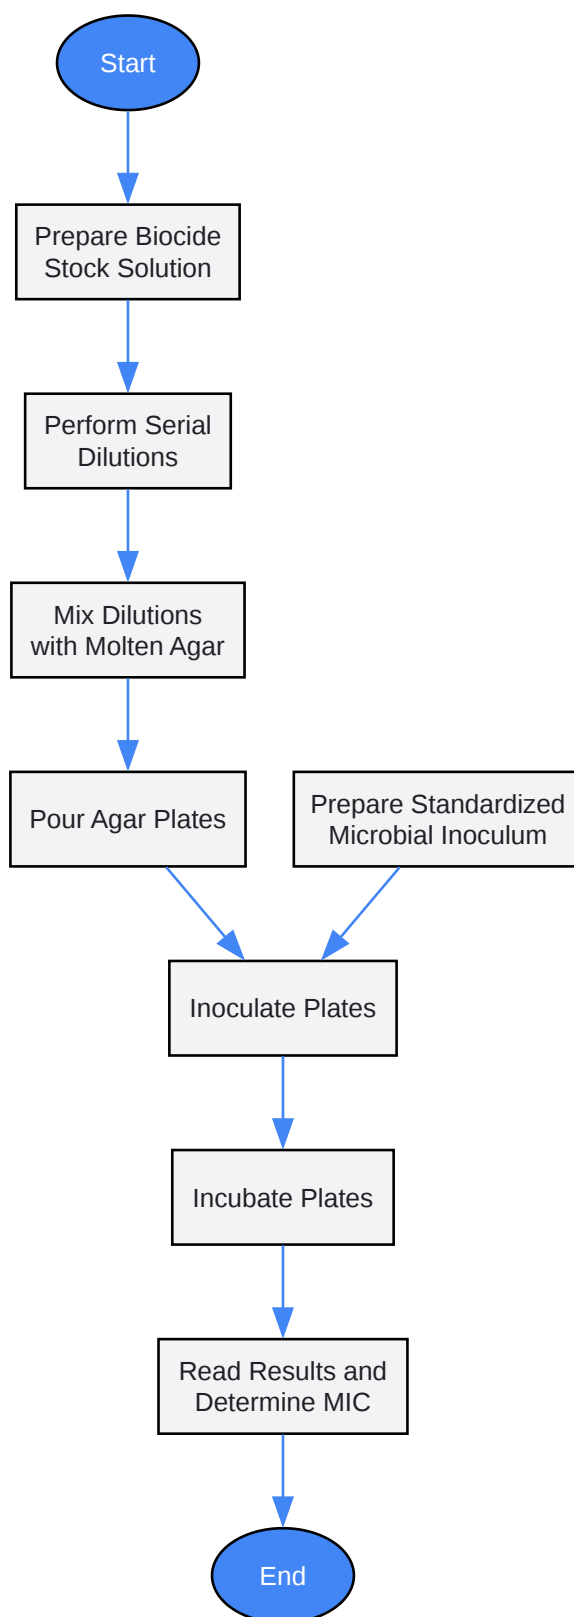 Start
Prepare Biocide
Stock Solution
Perform Serial
Dilutions
Mix Dilutions
with Molten Agar
Pour Agar Plates
Prepare Standardized
Microbial Inoculum
Inoculate Plates
Incubate Plates
Read Results and
Determine MIC
End